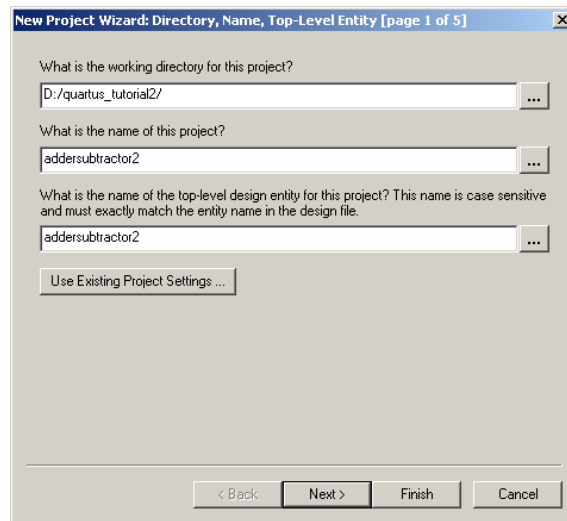 New Project Wizard: Directory, Name, Top-Level Entity [page 1 of 5]
What is the working directory for this project?
D:/quartus_tutorial2/
...
What is the name of this project?
addersubtractor2
...
What is the name of the top-level design entity for this project? This name is case sensitive
and must exactly match the entity name in the design file.
addersubtractor2
...
Use Existing Project Settings ...
< Back
Next >
Finish
Cancel